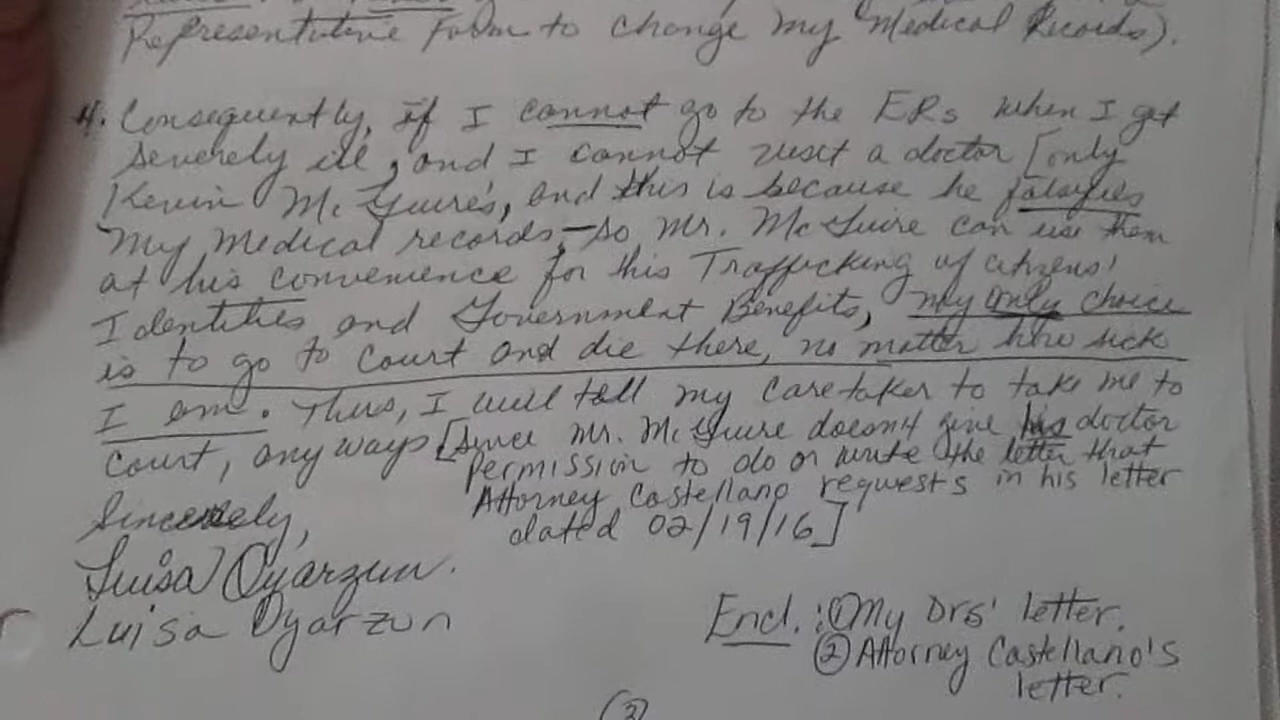 Representative Form to change my Medical Records).
4. Consequently, if I cannot go to the ERs when I get
severely ill, and I cannot visit a doctor [only
Kevin McGuire's, and this is because he falsifies
my Medical records—so Mr. McGuire can use them
at his convenience for this Trafficking of citizens'
Identities and Government Benefits, my only choice
is to go to court and die there, no matter how sick
I am. Thus, I will tell my caretaker to take me to
court, any ways [since Mr. McGuire doesn't give his doctor
permission to do or write the letter that
Attorney Castellano requests in his letter
dated 02/19/16]
Sincerely,
Luisa Oyarzun.
Luisa Oyarzun
Encl.: ① My Drs' letter.
② Attorney Castellano's
letter.
(3)